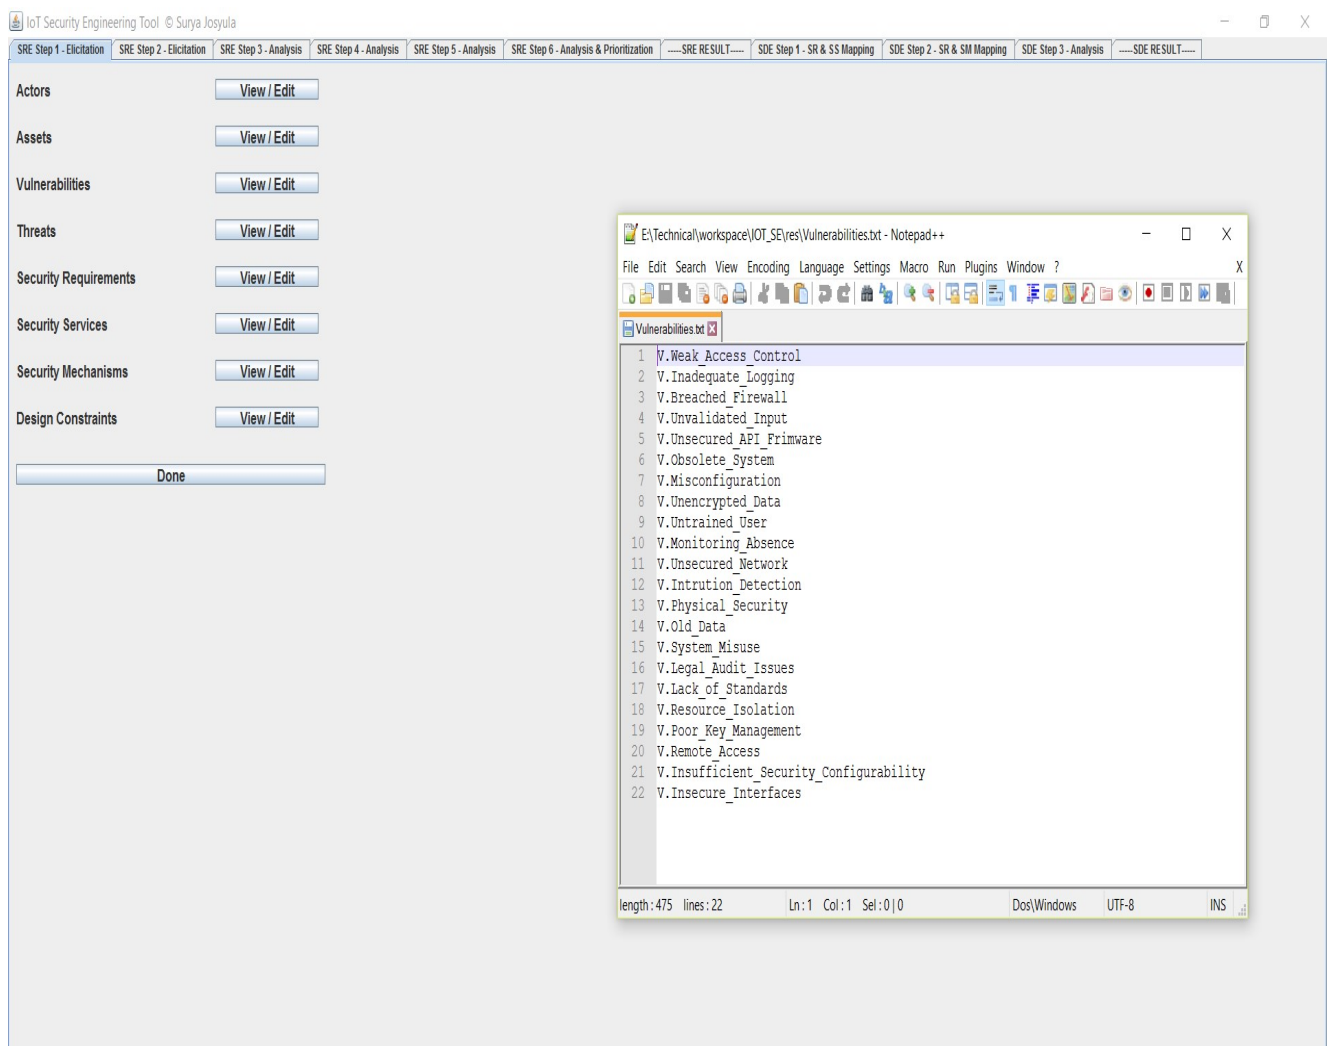 IoT Security Engineering Tool © Surya Josyula
SRE Step 1 - Elicitation SRE Step 2 - Elicitation SRE Step 3 - Analysis SRE Step 4 - Analysis SRE Step 5 - Analysis SRE Step 6 - Analysis & Prioritization -----SRE RESULT----- SDE Step 1 - SR & SS Mapping SDE Step 2 - SR & SM Mapping SDE Step 3 - Analysis -----SDE RESULT-----
Actors View / Edit
Assets View / Edit
Vulnerabilities View / Edit
Threats View / Edit
Security Requirements View / Edit
Security Services View / Edit
Security Mechanisms View / Edit
Design Constraints View / Edit
Done
E:\Technical\workspace\IOT_SE\res\Vulnerabilities.txt - Notepad++
File Edit Search View Encoding Language Settings Macro Run Plugins Window ? X
Vulnerabilities.txt
1 V.Weak_Access_Control
2 V.Inadequate_Logging
3 V.Breached_Firewall
4 V.Unvalidated_Input
5 V.Unsecured_API_Frimware
6 V.Obsolete_System
7 V.Misconfiguration
8 V.Unencrypted_Data
9 V.Untrained_User
10 V.Monitoring_Absence
11 V.Unsecured_Network
12 V.Intrution_Detection
13 V.Physical_Security
14 V.Old_Data
15 V.System_Misuse
16 V.Legal_Audit_Issues
17 V.Lack_of_Standards
18 V.Resource_Isolation
19 V.Poor_Key_Management
20 V.Remote_Access
21 V.Insufficient_Security_Configurability
22 V.Insecure_Interfaces
length : 475 lines : 22 Ln : 1 Col : 1 Sel : 0 | 0 Dos\Windows UTF-8 INS